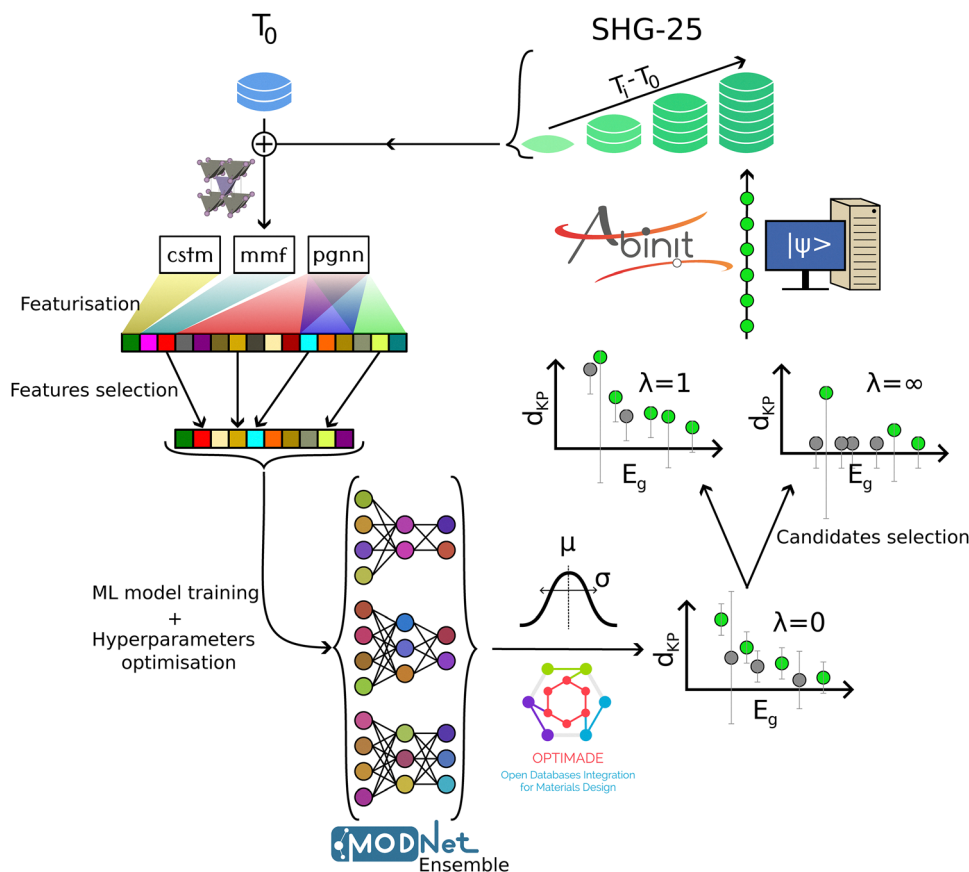 T0
SHG-25
Ti-T0
Abinit
|ψ>
cstm
mmf
pgnn
Featurisation
Features selection
dKP
λ=1
Eg
dKP
λ=∞
Eg
Candidates selection
ML model training
+
Hyperparameters
optimisation
μ
σ
dKP
λ=0
Eg
OPTIMADE
Open Databases Integration
for Materials Design
MODNet
Ensemble